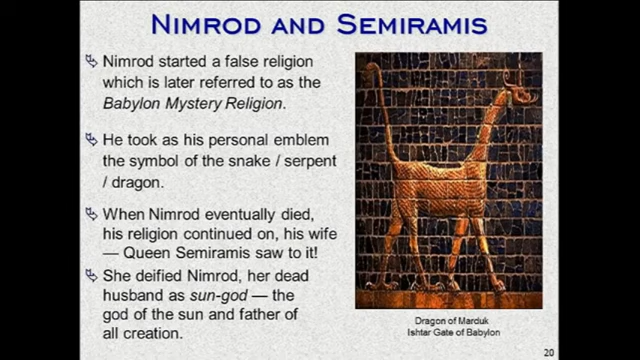 NIMROD AND SEMIRAMIS
Nimrod started a false religion
which is later referred to as the
Babylon Mystery Religion.
He took as his personal emblem
the symbol of the snake / serpent
/ dragon.
When Nimrod eventually died,
his religion continued on, his wife
— Queen Semiramis saw to it!
She deified Nimrod, her dead
husband as sun-god — the
god of the sun and father of
all creation.
Dragon of Marduk
Ishtar Gate of Babylon
20